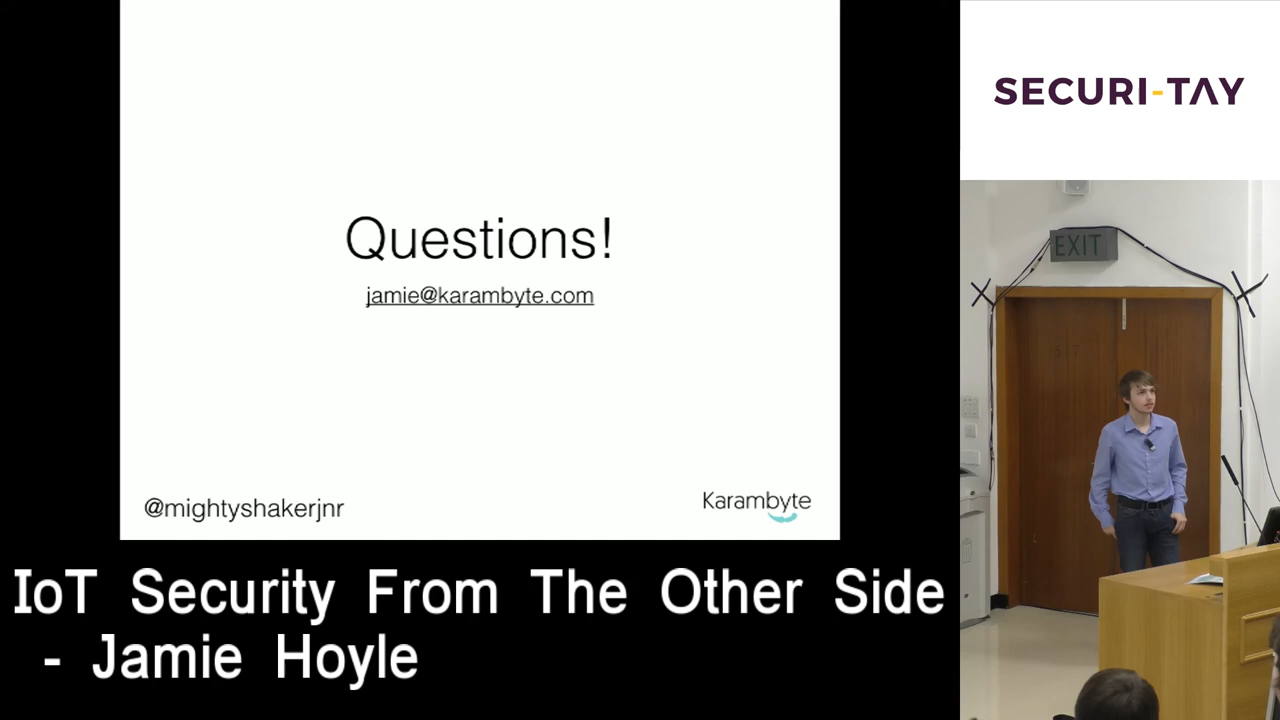 Questions!
jamie@karambyte.com
@mightyshakerjnr
Karambyte
IoT Security From The Other Side
- Jamie Hoyle
SECURI-TAY
EXIT